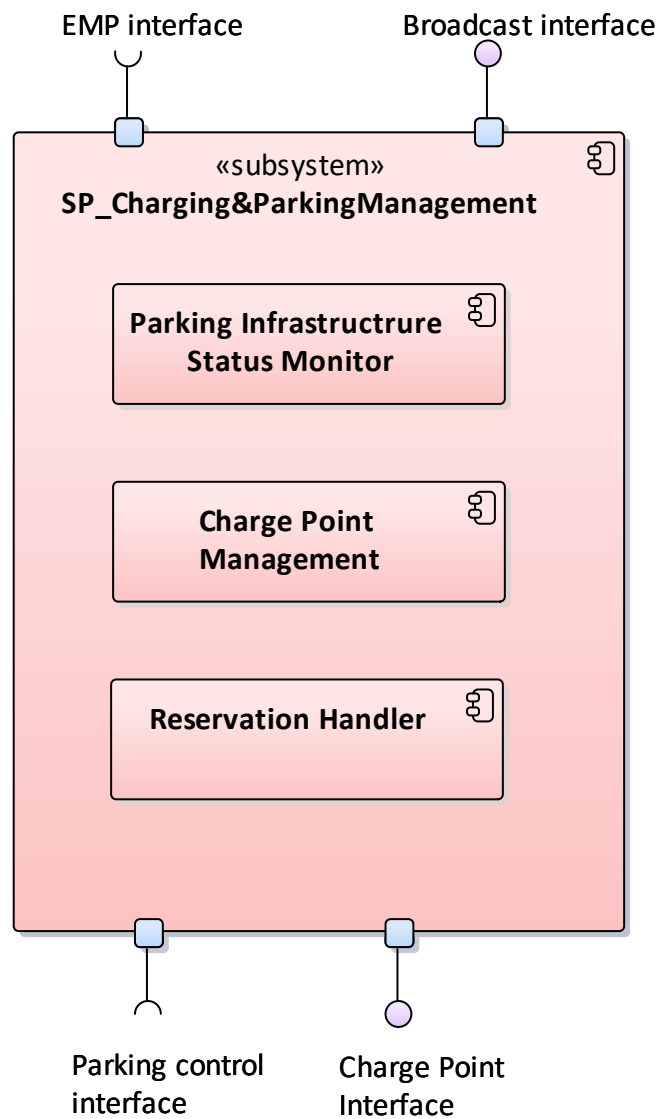 EMP interface
Broadcast interface
«subsystem»
SP_Charging&ParkingManagement
Parking Infrastructrure
Status Monitor
Charge Point
Management
Reservation Handler
Parking control
interface
Charge Point
Interface